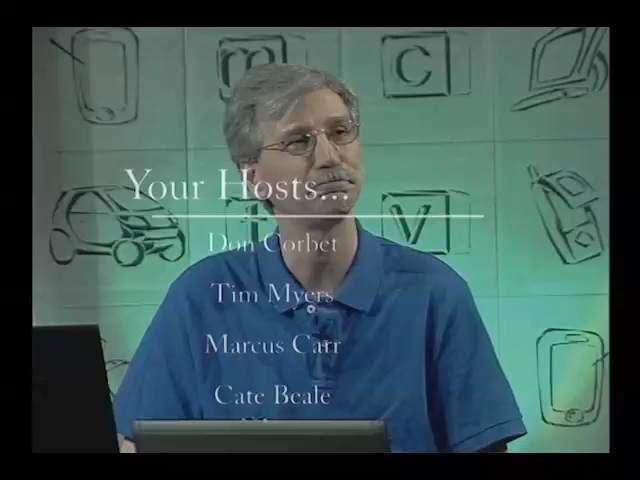 m c
Your Hosts...
t v
Don Corbet
Tim Myers
Marcus Carr
Cate Beale